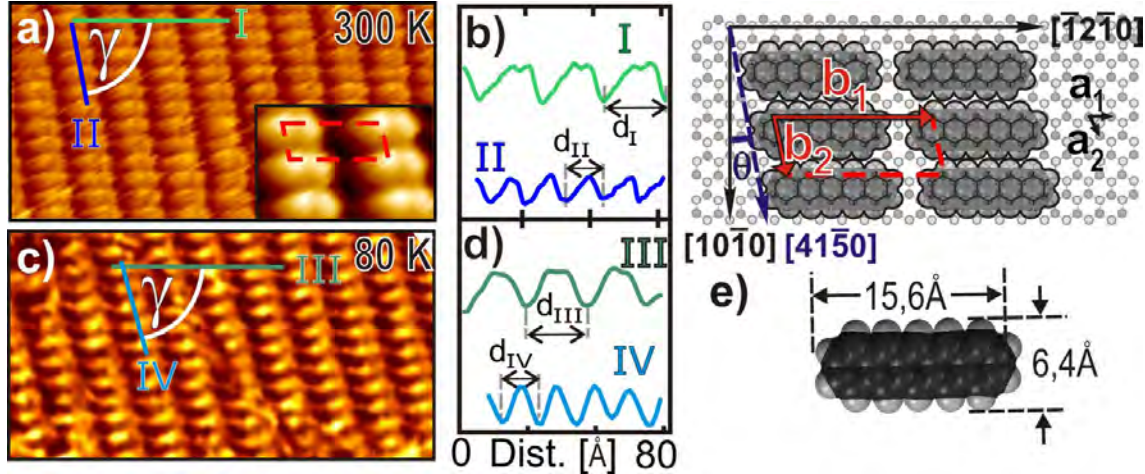 a)
I
300 K
γ
II
b)
I
d_I
d_II
II
c)
80 K
III
γ
IV
d)
III
d_III
d_IV
IV
0 Dist. [Å] 80
[1̅21̅0]
b₁
a₁
a₂
b₂
θ
[101̅0] [415̅0]
e)
15,6Å
6,4Å